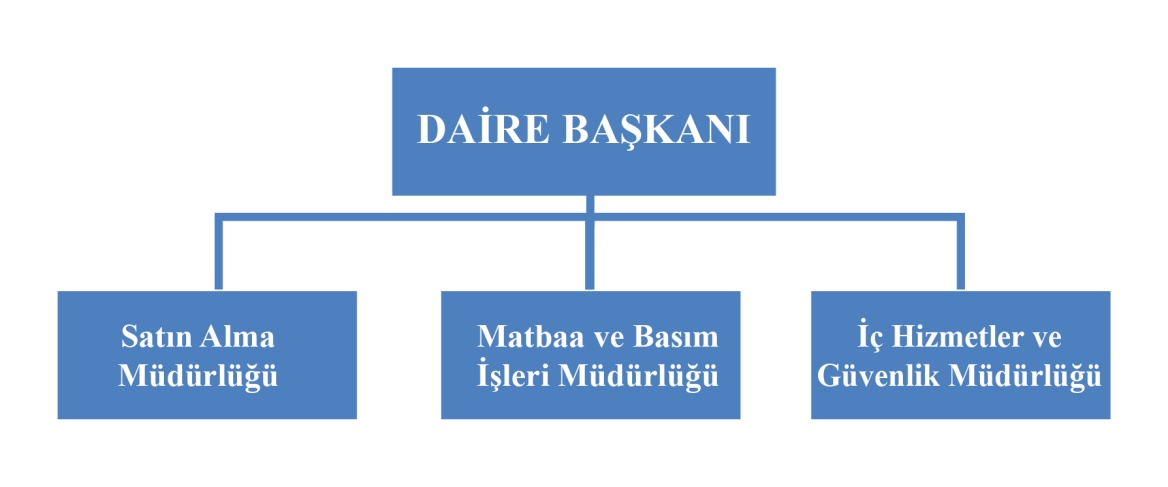 DAİRE BAŞKANI
Satın Alma
Müdürlüğü
Matbaa ve Basım
İşleri Müdürlüğü
İç Hizmetler ve
Güvenlik Müdürlüğü